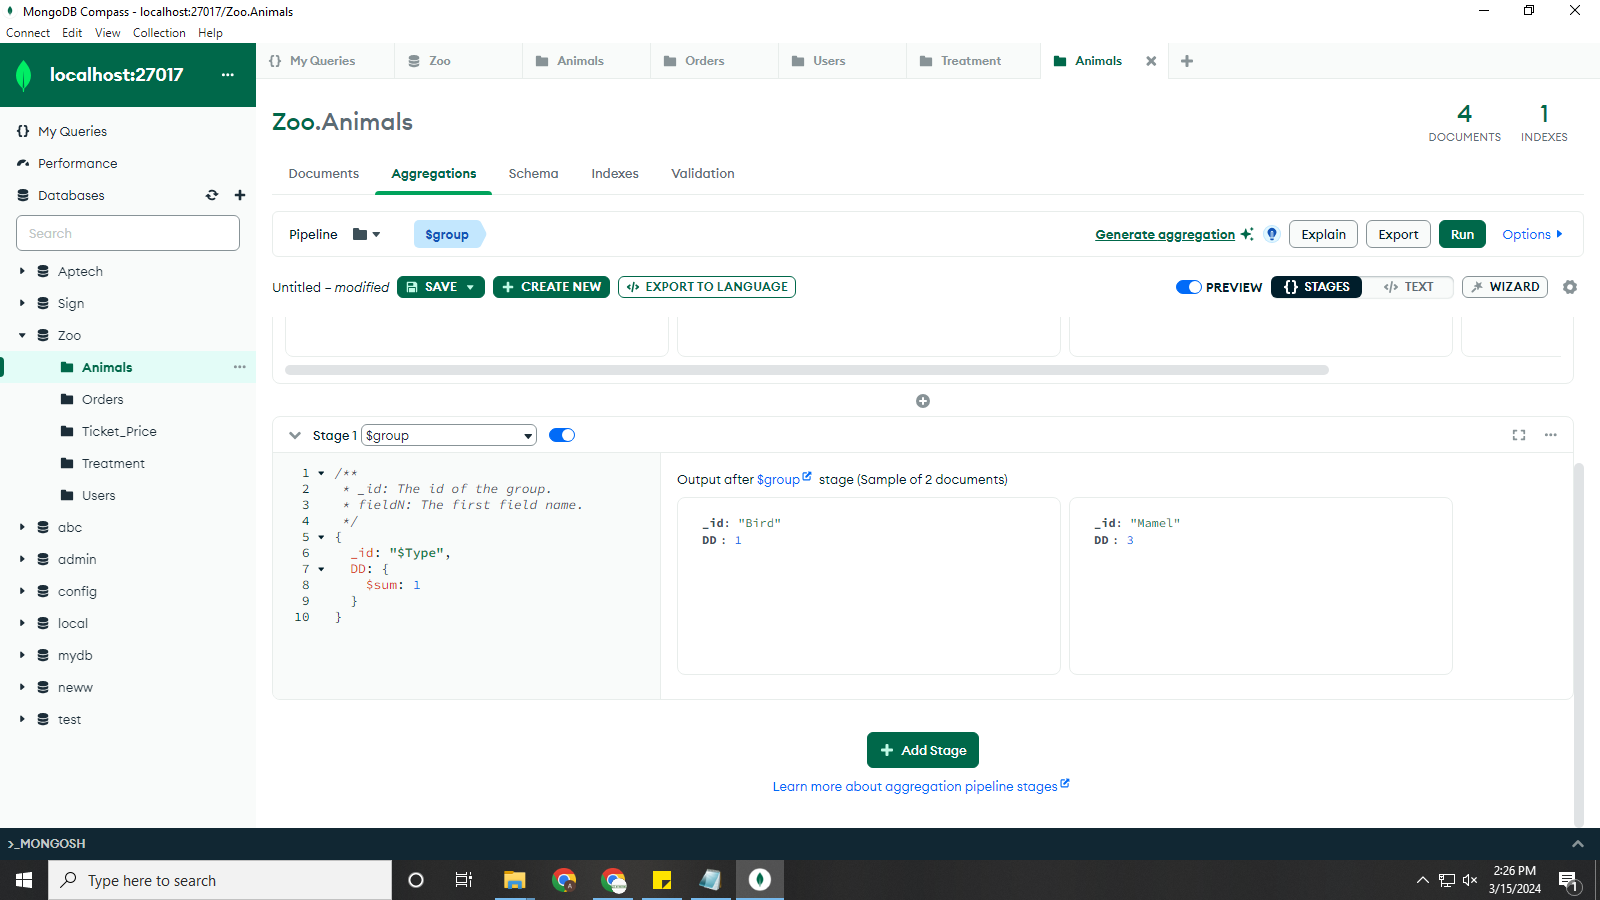 MongoDB Compass - localhost:27017/Zoo.Animals
Connect Edit View Collection Help
localhost:27017 ...
{} My Queries
Zoo
Animals
Orders
Users
Treatment
Animals
Zoo.Animals
4
DOCUMENTS
1
INDEXES
{} My Queries
Performance
Databases
Search
Aptech
Sign
Zoo
Animals
Orders
Ticket_Price
Treatment
Users
abc
admin
config
local
mydb
neww
test
Documents Aggregations Schema Indexes Validation
Pipeline $group Generate aggregation Explain Export Run Options
Untitled – modified SAVE + CREATE NEW </> EXPORT TO LANGUAGE PREVIEW {} STAGES </> TEXT WIZARD
Stage 1 $group
1 /**
2 * _id: The id of the group.
3 * fieldN: The first field name.
4 */
5 {
6 _id: "$Type",
7 DD: {
8 $sum: 1
9 }
10 }
Output after $group stage (Sample of 2 documents)
_id: "Bird"
DD : 1
_id: "Mamel"
DD : 3
+ Add Stage
Learn more about aggregation pipeline stages
>_MONGOSH
Type here to search
2:26 PM
3/15/2024
1